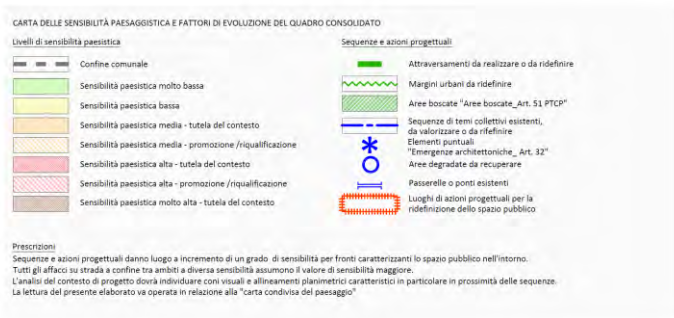 CARTA DELLE SENSIBILITÀ PAESAGGISTICA E FATTORI DI EVOLUZIONE DEL QUADRO CONSOLIDATO
Livelli di sensibilità paesistica
Confine comunale
Sensibilità paesistica molto bassa
Sensibilità paesistica bassa
Sensibilità paesistica media - tutela del contesto
Sensibilità paesistica media - promozione /riqualificazione
Sensibilità paesistica alta - tutela del contesto
Sensibilità paesistica alta - promozione /riqualificazione
Sensibilità paesistica molto alta - tutela del contesto
Sequenze e azioni progettuali
Attraversamenti da realizzare o da ridefinire
Margini urbani da ridefinire
Aree boscate "Aree boscate_Art. 51 PTCP"
Sequenze di temi collettivi esistenti,
da valorizzare o da rifefinire
Elementi puntuali
"Emergenze architettoniche_ Art. 32"
Aree degradate da recuperare
Passerelle o ponti esistenti
Luoghi di azioni progettuali per la
ridefinizione dello spazio pubblico
Prescrizioni
Sequenze e azioni progettuali danno luogo a incremento di un grado di sensibilità per fronti caratterizzanti lo spazio pubblico nell'intorno.
Tutti gli affacci su strada a confine tra ambiti a diversa sensibilità assumono il valore di sensibilità maggiore.
L'analisi del contesto di progetto dovrà individuare coni visuali e allineamenti planimetrici caratteristici in particolare in prossimità delle sequenze.
La lettura del presente elaborato va operata in relazione alla "carta condivisa del paesaggio"